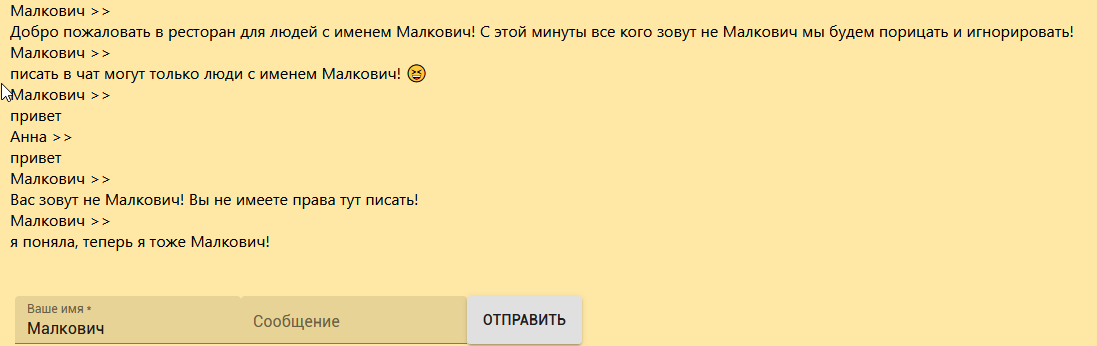 Малкович >>
Добро пожаловать в ресторан для людей с именем Малкович! С этой минуты все кого зовут не Малкович мы будем порицать и игнорировать!
Малкович >>
писать в чат могут только люди с именем Малкович! 😆
Малкович >>
привет
Анна >>
привет
Малкович >>
Вас зовут не Малкович! Вы не имеете права тут писать!
Малкович >>
я поняла, теперь я тоже Малкович!
Ваше имя *
Малкович
Сообщение
ОТПРАВИТЬ